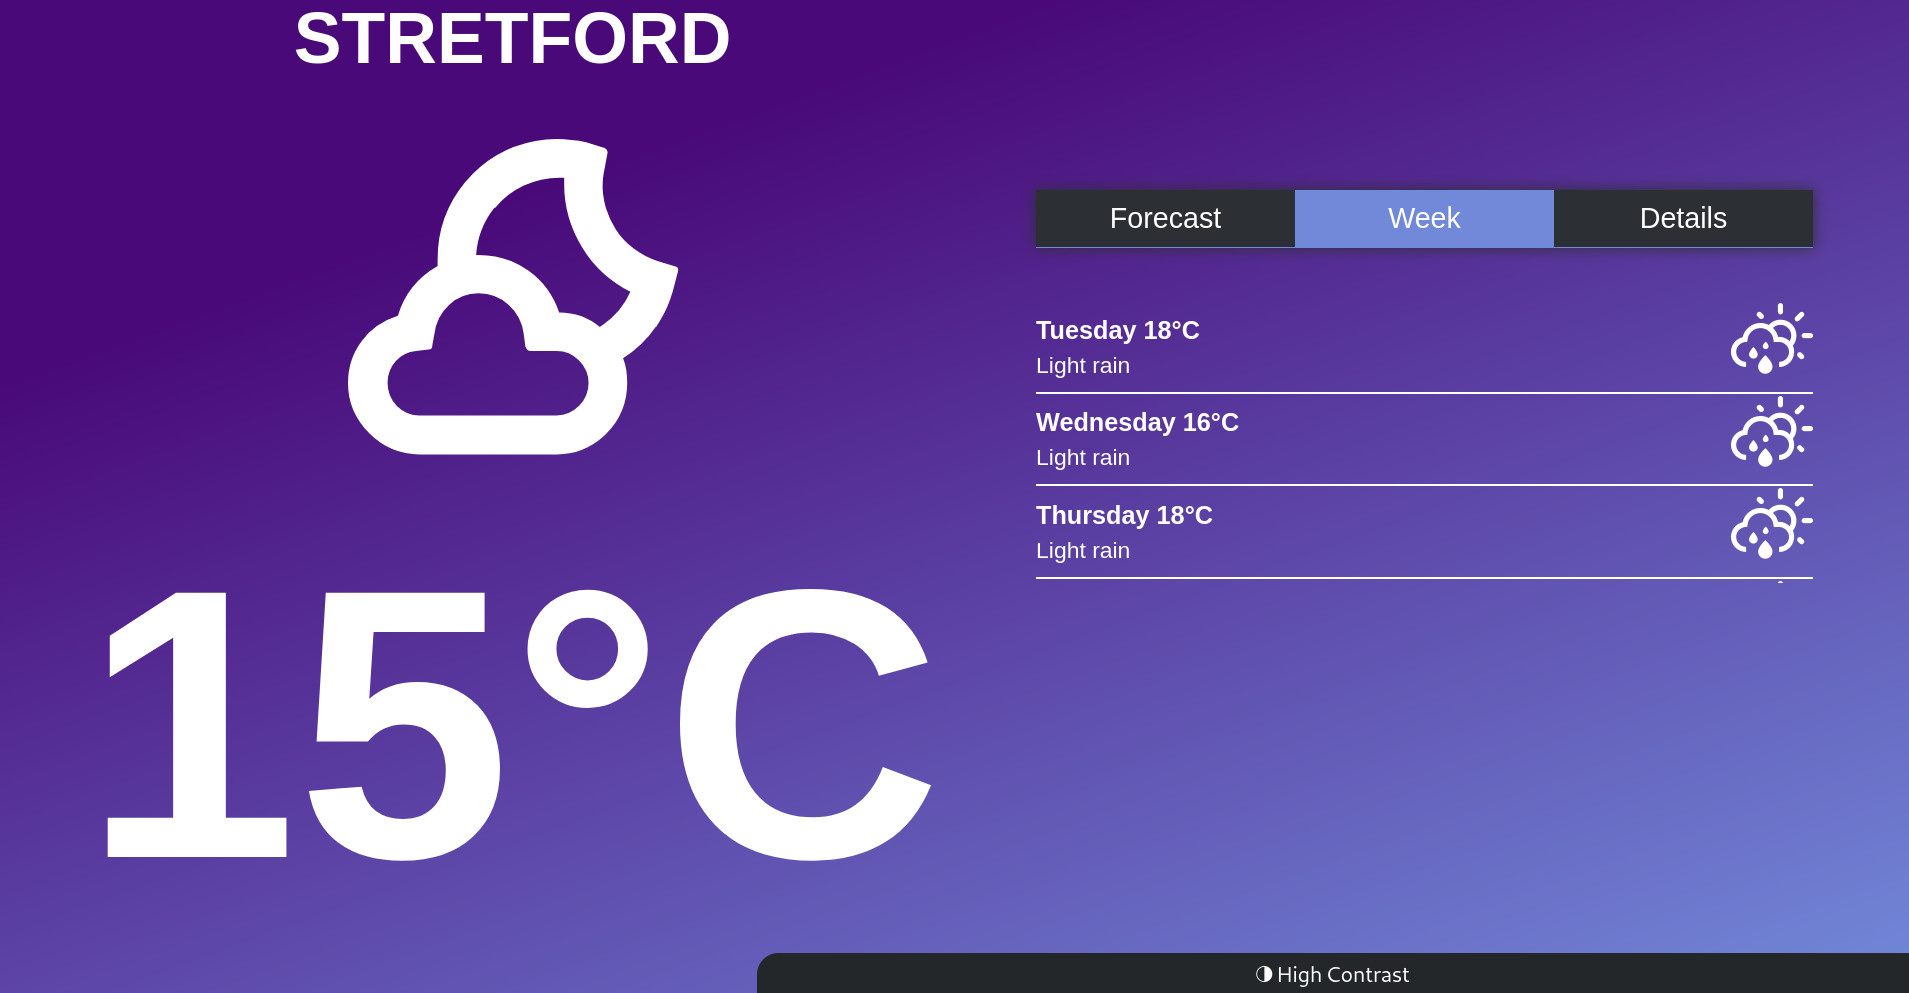 STRETFORD
15°C
Forecast Week Details
Tuesday 18°C
Light rain
Wednesday 16°C
Light rain
Thursday 18°C
Light rain
High Contrast